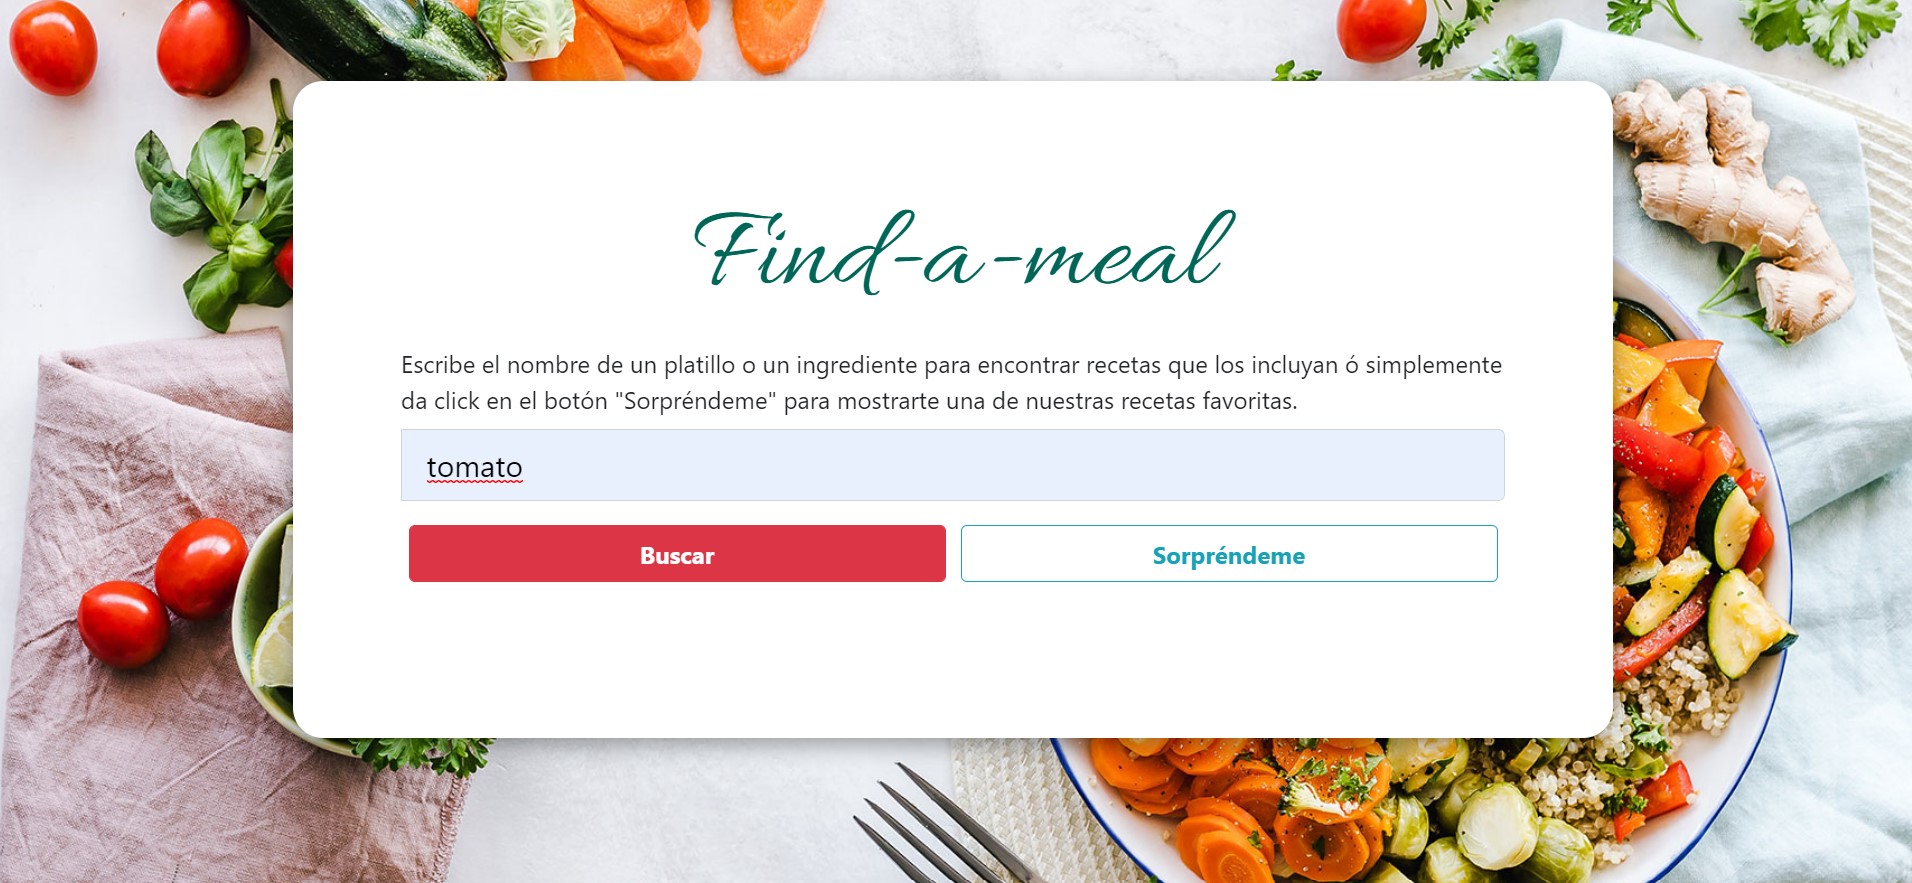 Find-a-meal
Escribe el nombre de un platillo o un ingrediente para encontrar recetas que los incluyan ó simplemente
da click en el botón "Sorpréndeme" para mostrarte una de nuestras recetas favoritas.
tomato
Buscar
Sorpréndeme